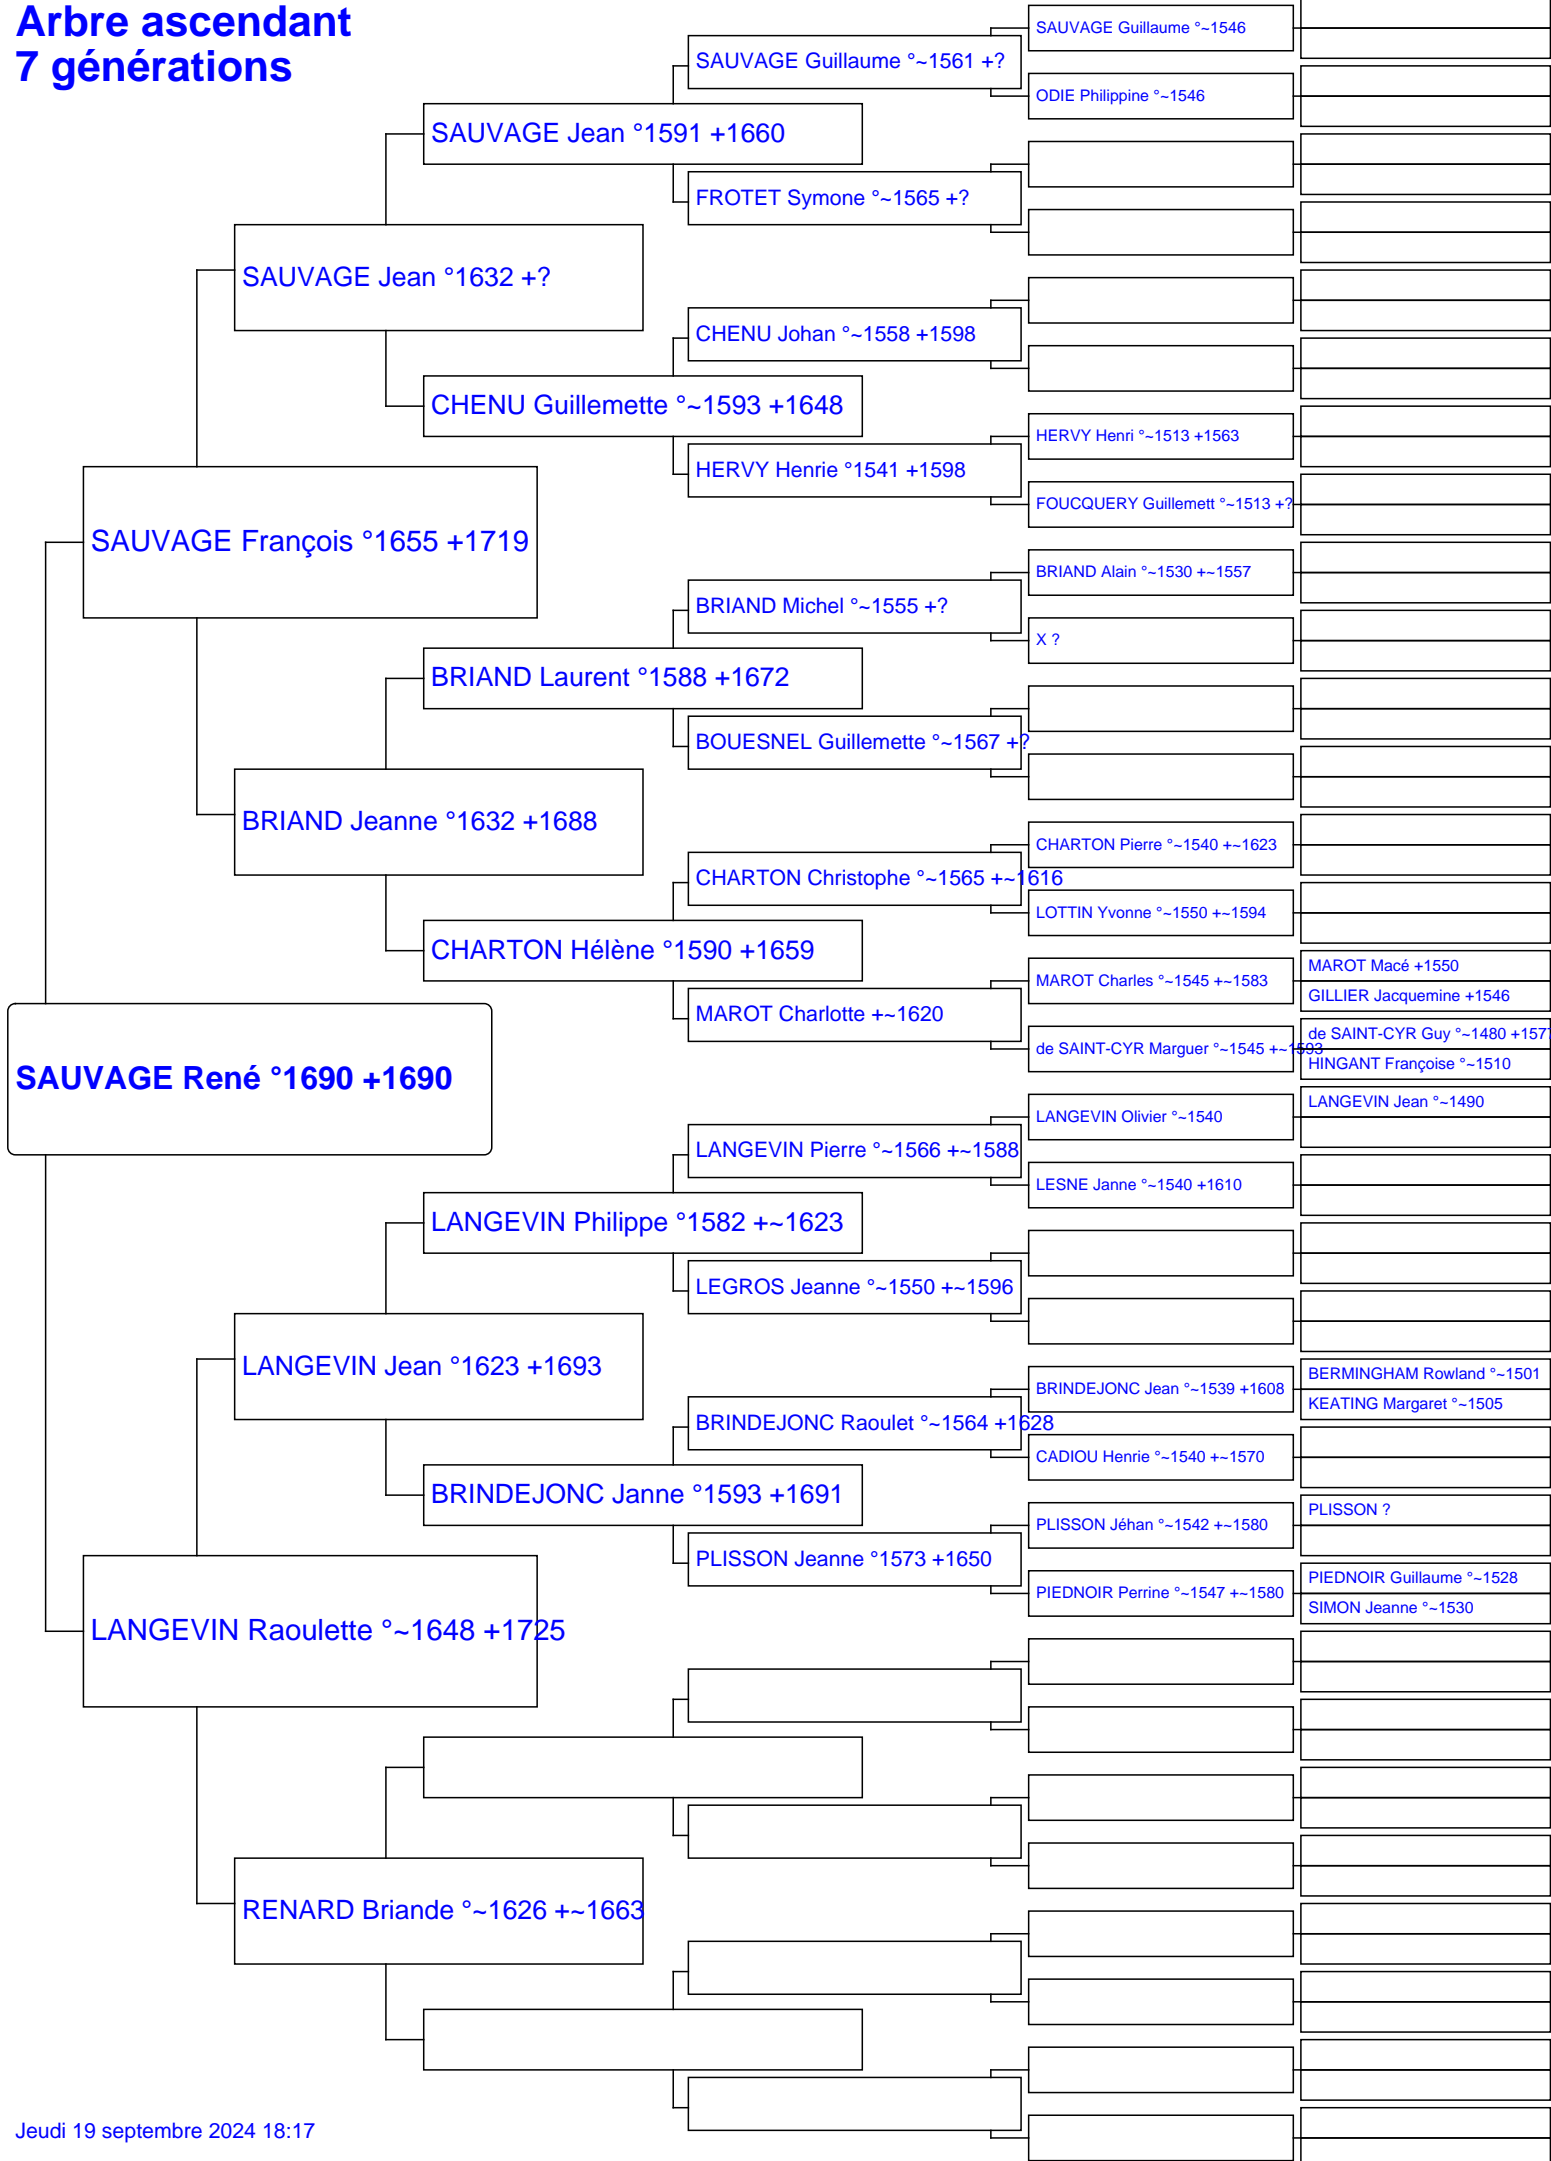 Arbre ascendant
7 générations
SAUVAGE Guillaume °~1546
SAUVAGE Guillaume °~1561 +?
ODIE Philippine °~1546
SAUVAGE Jean °1591 +1660
FROTET Symone °~1565 +?
SAUVAGE Jean °1632 +?
CHENU Johan °~1558 +1598
CHENU Guillemette °~1593 +1648
HERVY Henri °~1513 +1563
HERVY Henrie °1541 +1598
FOUCQUERY Guillemett °~1513 +?
SAUVAGE François °1655 +1719
BRIAND Alain °~1530 +~1557
BRIAND Michel °~1555 +?
X ?
BRIAND Laurent °1588 +1672
BOUESNEL Guillemette °~1567 +?
BRIAND Jeanne °1632 +1688
CHARTON Pierre °~1540 +~1623
CHARTON Christophe °~1565 +~1616
LOTTIN Yvonne °~1550 +~1594
CHARTON Hélène °1590 +1659
MAROT Macé +1550
MAROT Charles °~1545 +~1583
GILLIER Jacquemine +1546
MAROT Charlotte +~1620
de SAINT-CYR Guy °~1480 +1577
de SAINT-CYR Marguer °~1545 +~1593
HINGANT Françoise °~1510
SAUVAGE René °1690 +1690
LANGEVIN Jean °~1490
LANGEVIN Olivier °~1540
LANGEVIN Pierre °~1566 +~1588
LESNE Janne °~1540 +1610
LANGEVIN Philippe °1582 +~1623
LEGROS Jeanne °~1550 +~1596
LANGEVIN Jean °1623 +1693
BERMINGHAM Rowland °~1501
BRINDEJONC Jean °~1539 +1608
KEATING Margaret °~1505
BRINDEJONC Raoulet °~1564 +1628
CADIOU Henrie °~1540 +~1570
BRINDEJONC Janne °1593 +1691
PLISSON ?
PLISSON Jéhan °~1542 +~1580
PLISSON Jeanne °1573 +1650
PIEDNOIR Guillaume °~1528
PIEDNOIR Perrine °~1547 +~1580
SIMON Jeanne °~1530
LANGEVIN Raoulette °~1648 +1725
RENARD Briande °~1626 +~1663
Jeudi 19 septembre 2024 18:17